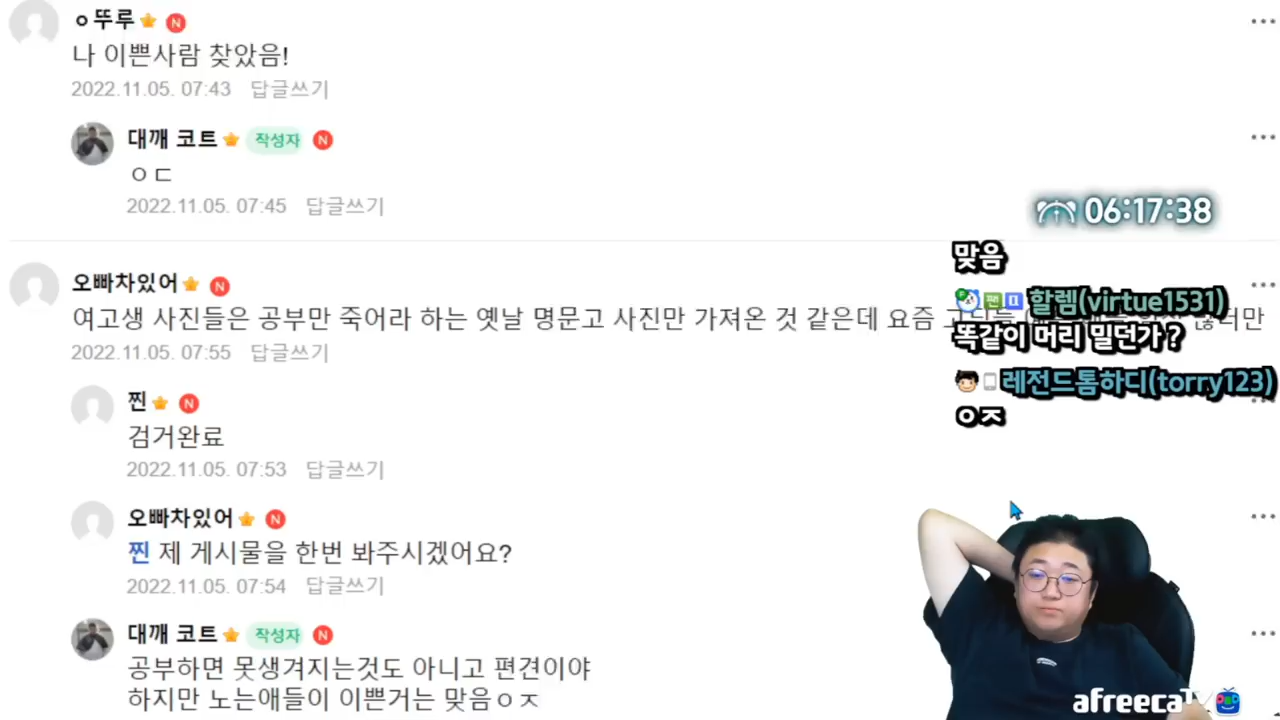 ㅇ뚜루 N
나 이쁜사람 찾았음!
2022.11.05. 07:43 답글쓰기
대깨 코트 작성자 N
ㅇㄷ
2022.11.05. 07:45 답글쓰기
06:17:38
맞음
오빠차있어 N
여고생 사진들은 공부만 죽어라 하는 옛날 명문고 사진만 가져온 것 같은데 요즘
2022.11.05. 07:55 답글쓰기
팬 할렘(virtue1531)
똑같이 머리 밀던가?
레전드톰하디(torry123)
ㅇㅈ
찐 N
검거완료
2022.11.05. 07:53 답글쓰기
오빠차있어 N
찐 제 게시물을 한번 봐주시겠어요?
2022.11.05. 07:54 답글쓰기
대깨 코트 작성자 N
공부하면 못생겨지는것도 아니고 편견이야
하지만 노는애들이 이쁜거는 맞음ㅇㅈ
afreecaTV